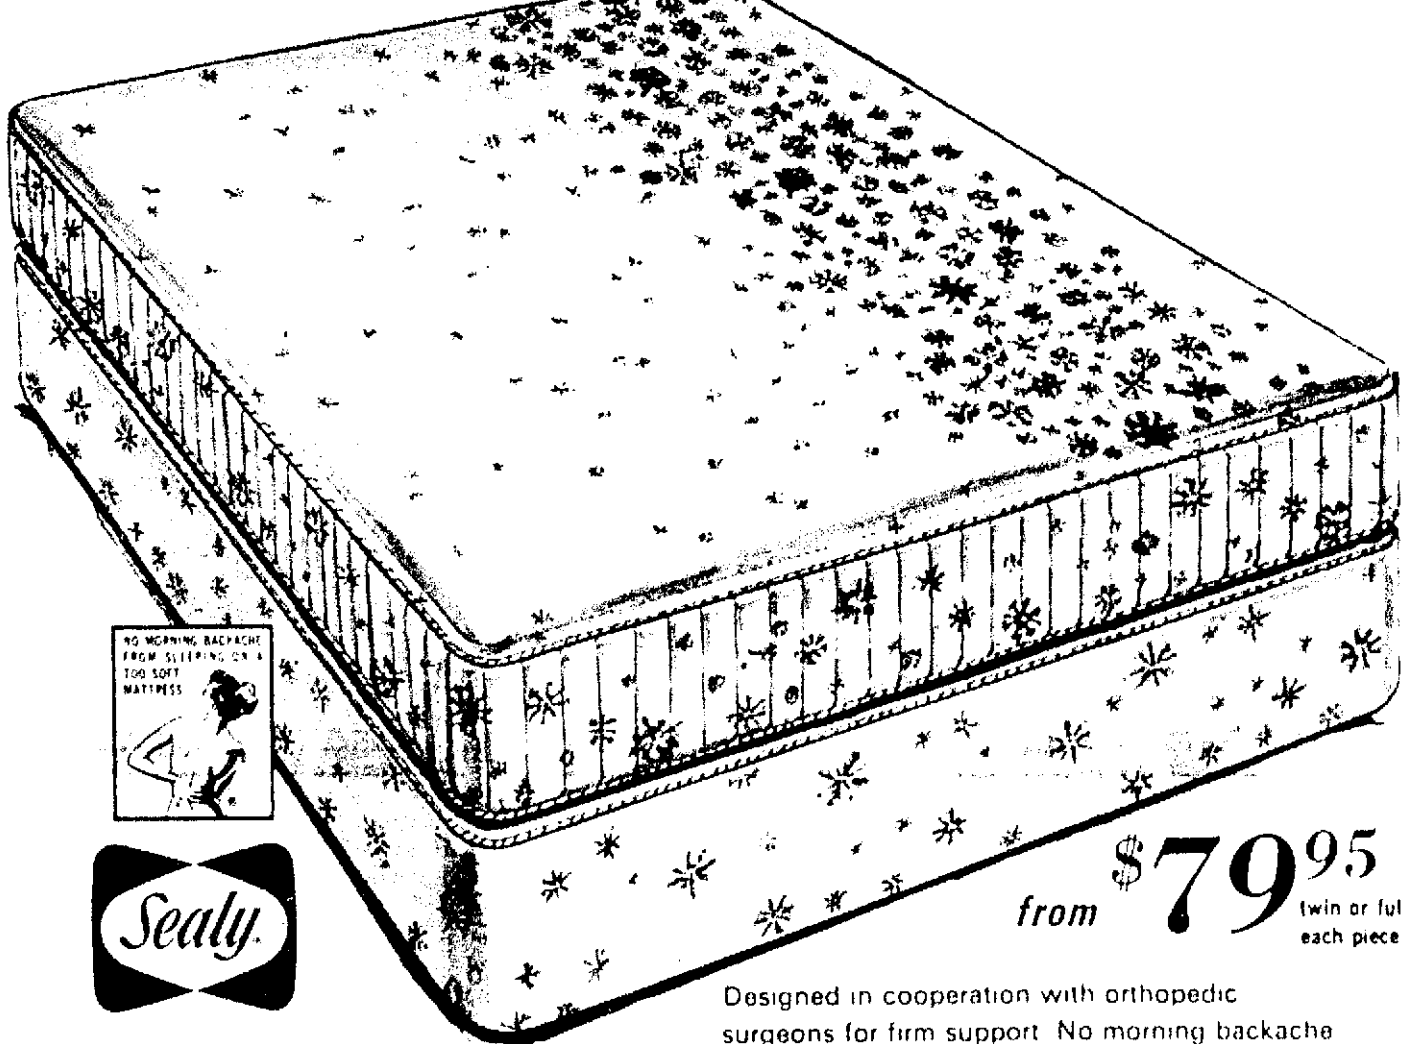 NO MORNING BACKACHE
FROM SLEEPING ON A
TOO SOFT
MATTRESS
Sealy
from $79 95
twin or ful
each piece
Designed in cooperation with orthopedic
surgeons for firm support No morning backache